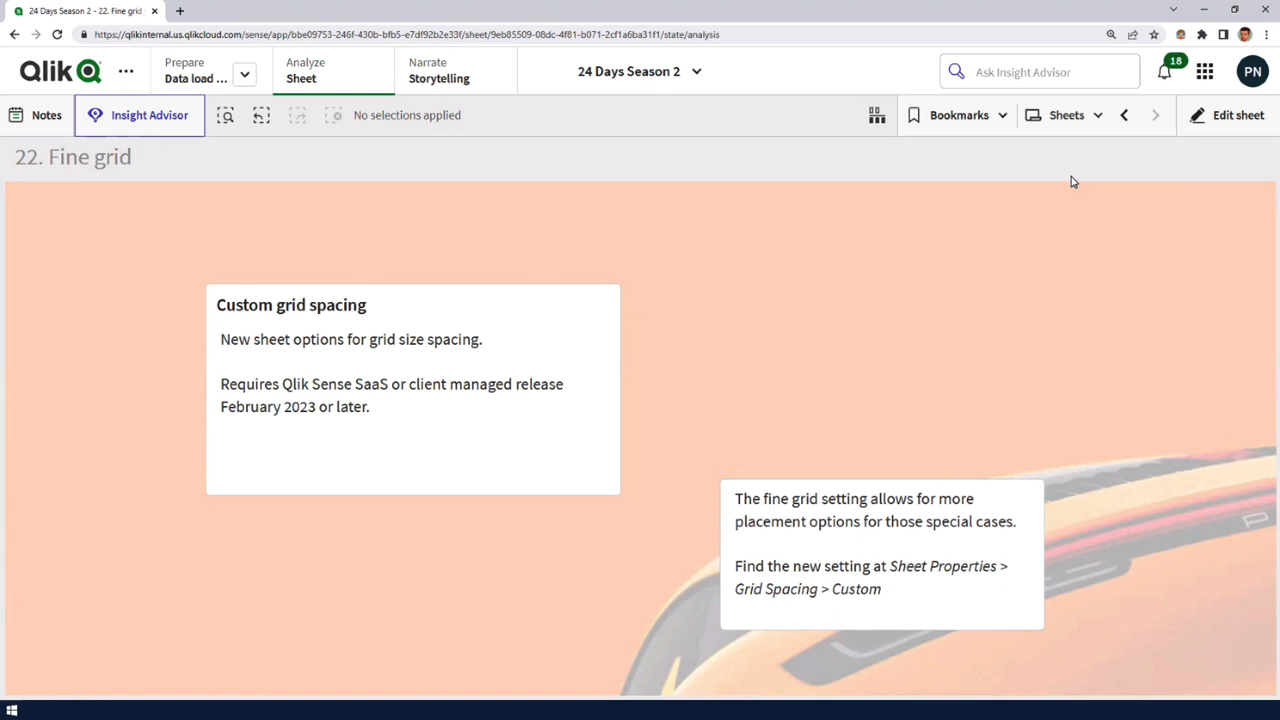 24 Days Season 2 - 22. Fine grid
https://qlikinternal.us.qlikcloud.com/sense/app/bbe09753-246f-430b-bfb5-e7df92b2e33f/sheet/9eb85509-08dc-4f81-b071-2cf1a6ba31f1/state/analysis
Qlik
Prepare
Data load ...
Analyze
Sheet
Narrate
Storytelling
24 Days Season 2
Ask Insight Advisor
18
PN
Notes
Insight Advisor
No selections applied
Bookmarks
Sheets
Edit sheet
22. Fine grid
Custom grid spacing
New sheet options for grid size spacing.
Requires Qlik Sense SaaS or client managed release
February 2023 or later.
The fine grid setting allows for more
placement options for those special cases.
Find the new setting at Sheet Properties >
Grid Spacing > Custom